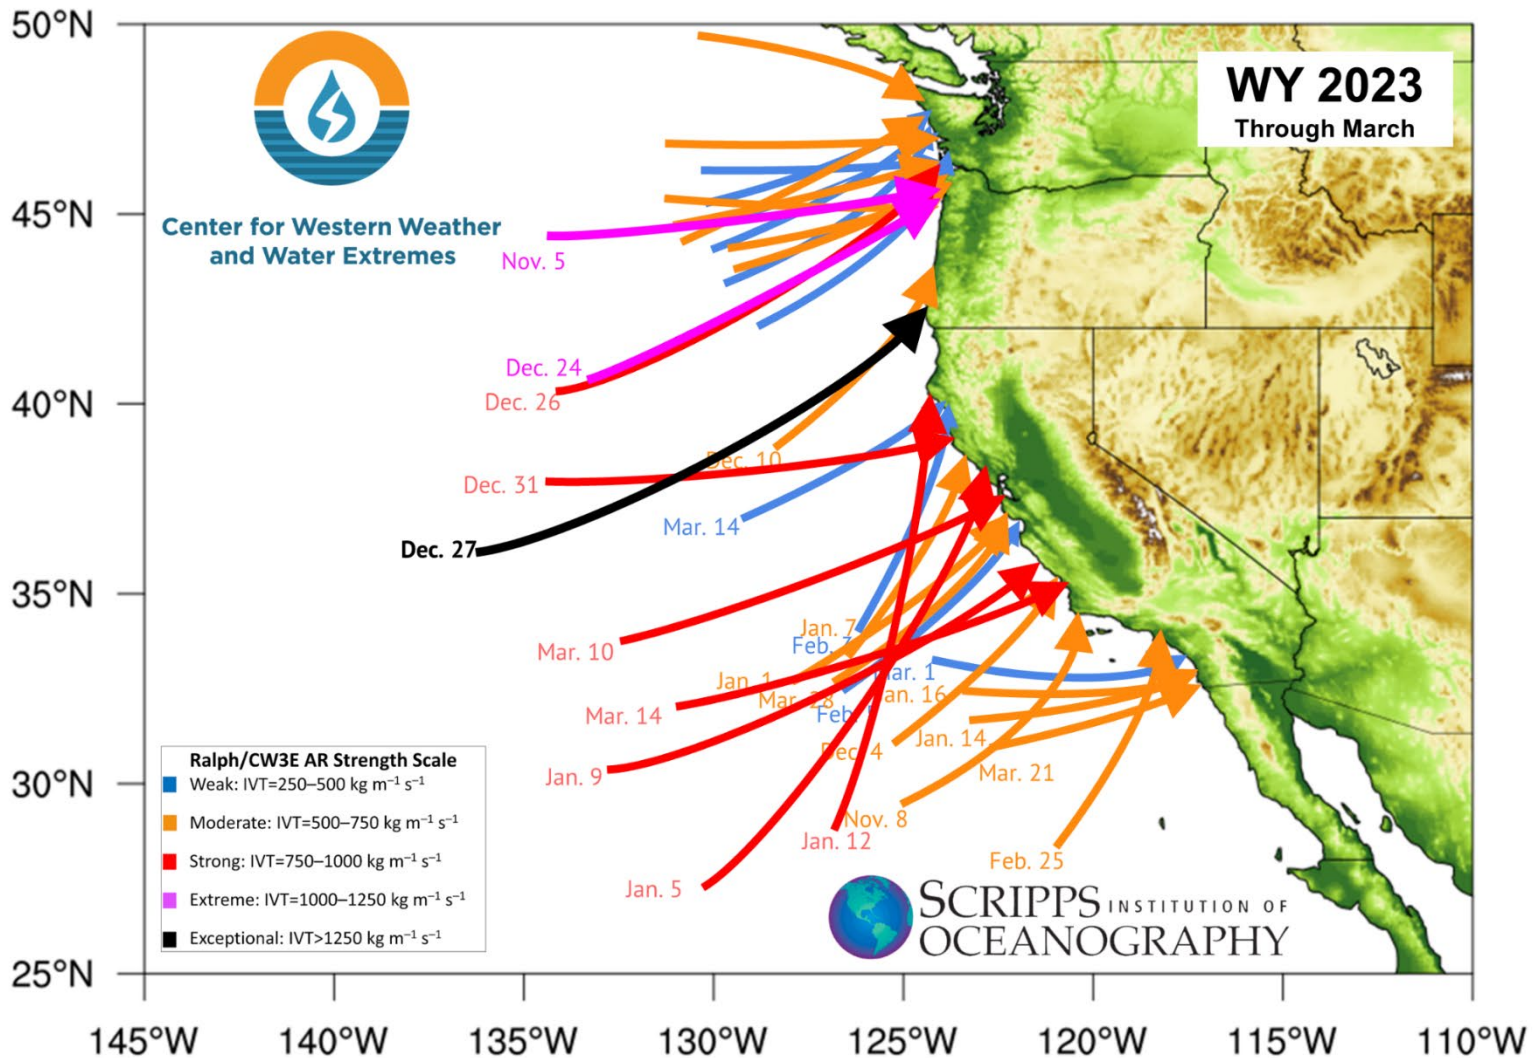 50°N
45°N
40°N
35°N
30°N
25°N
WY 2023
Through March
Center for Western Weather
and Water Extremes
Nov. 5
Dec. 24
Dec. 26
Dec. 10
Dec. 31
Mar. 14
Dec. 27
Jan. 7
Feb.
Mar. 10
Mar. 1
Jan. 1
Jan. 16
Mar. 28
Feb.
Mar. 14
Jan. 14
Dec. 4
Jan. 9
Mar. 21
Nov. 8
Jan. 12
Feb. 25
Jan. 5
Ralph/CW3E AR Strength Scale
Weak: IVT=250–500 kg m⁻¹ s⁻¹
Moderate: IVT=500–750 kg m⁻¹ s⁻¹
Strong: IVT=750–1000 kg m⁻¹ s⁻¹
Extreme: IVT=1000–1250 kg m⁻¹ s⁻¹
Exceptional: IVT>1250 kg m⁻¹ s⁻¹
SCRIPPS INSTITUTION OF
OCEANOGRAPHY
145°W 140°W 135°W 130°W 125°W 120°W 115°W 110°W